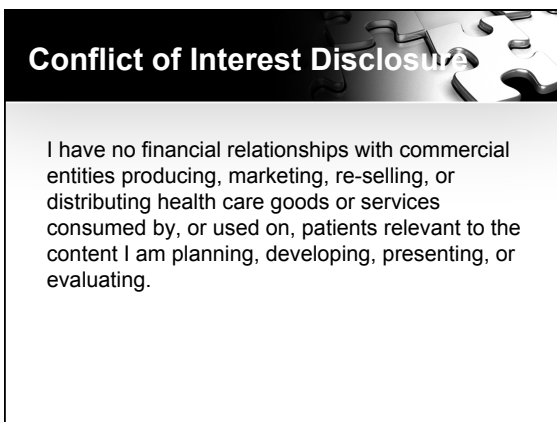 Conflict of Interest Disclosure
I have no financial relationships with commercial
entities producing, marketing, re-selling, or
distributing health care goods or services
consumed by, or used on, patients relevant to the
content I am planning, developing, presenting, or
evaluating.